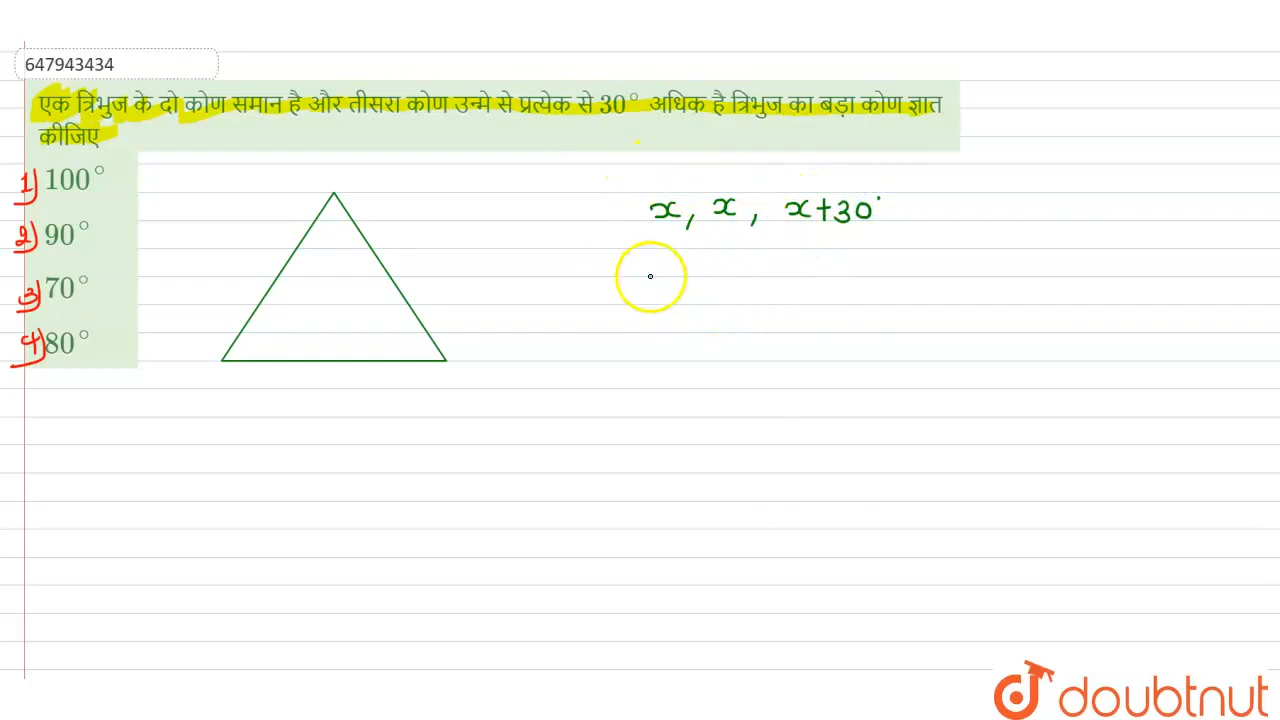 647943434
एक त्रिभुज के दो कोण समान है और तीसरा कोण उन्मे से प्रत्येक से 30° अधिक है त्रिभुज का बड़ा कोण ज्ञात
कीजिए
1) 100°
2) 90°
3) 70°
4) 80°
x, x, x+30°
doubtnut